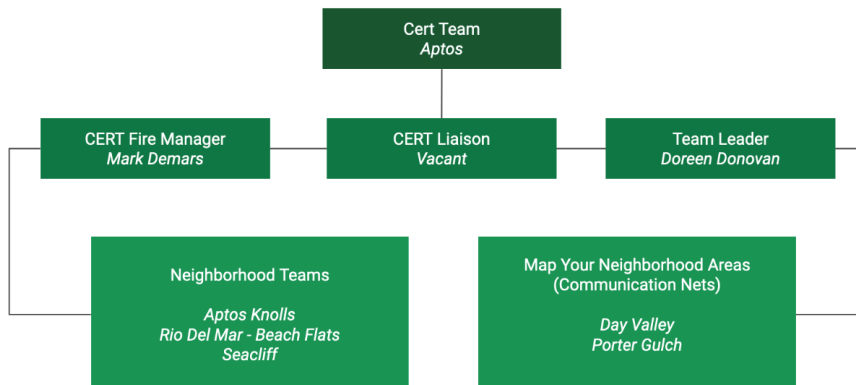 Cert Team
Aptos
CERT Fire Manager
Mark Demars
CERT Liaison
Vacant
Team Leader
Doreen Donovan
Neighborhood Teams
Aptos Knolls
Rio Del Mar - Beach Flats
Seacliff
Map Your Neighborhood Areas
(Communication Nets)
Day Valley
Porter Gulch